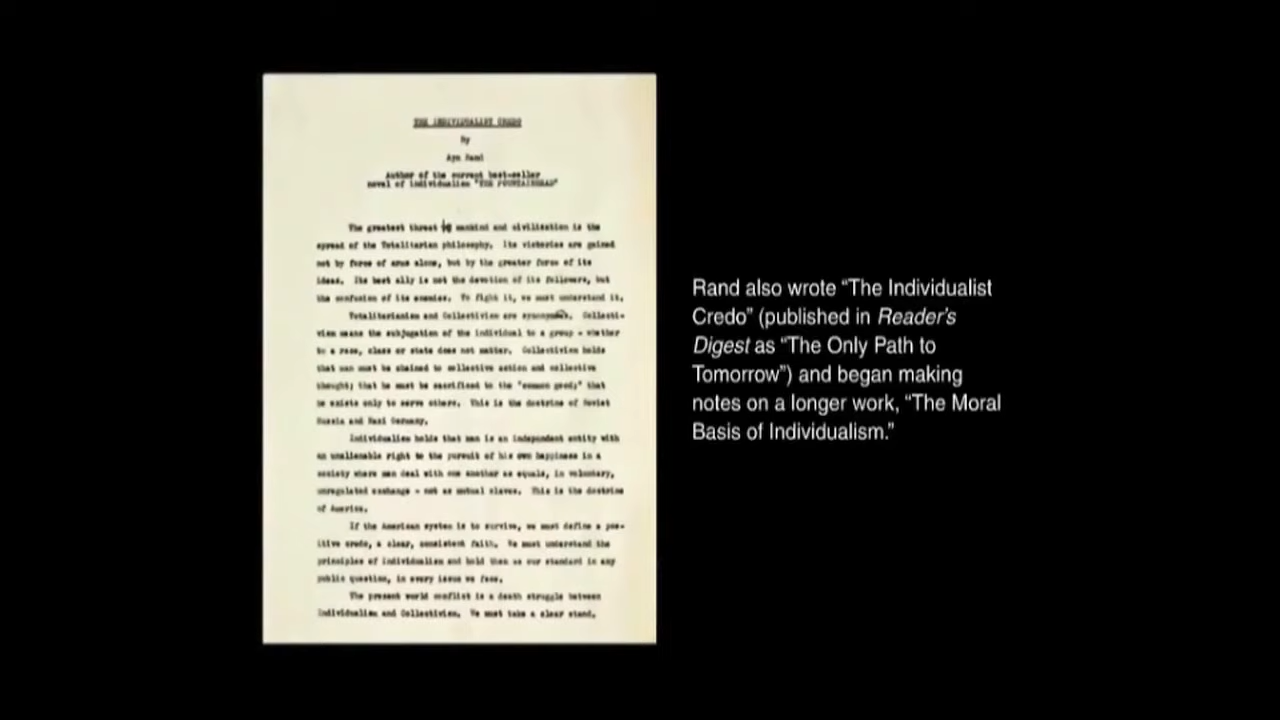 THE INDIVIDUALIST CREDO
By
Ayn Rand
Author of the current best-seller
novel of individualism "THE FOUNTAINHEAD"
The greatest threat to mankind and civilization is the
spread of the Totalitarian philosophy. Its victories are gained
not by force of arms alone, but by the greater force of its
ideas. Its best ally is not the devotion of its followers, but
the confusion of its enemies. To fight it, we must understand it.
Totalitarianism and Collectivism are synonymous. Collecti-
vism means the subjugation of the individual to a group - whether
to a race, class or state does not matter. Collectivism holds
that man must be chained to collective action and collective
thought; that he must be sacrificed to the "common good;" that
he exists only to serve others. This is the doctrine of Soviet
Russia and Nazi Germany.
Individualism holds that man is an independent entity with
an unalienable right to the pursuit of his own happiness in a
society where men deal with one another as equals, in voluntary,
unregulated exchange - not as mutual slaves. This is the doctrine
of America.
If the American system is to survive, we must define a pos-
itive credo, a clear, consistent faith. We must understand the
principles of Individualism and hold them as our standard in any
public question, in every issue we face.
The present world conflict is a death struggle between
Individualism and Collectivism. We must take a clear stand.
Rand also wrote “The Individualist
Credo” (published in Reader’s
Digest as “The Only Path to
Tomorrow”) and began making
notes on a longer work, “The Moral
Basis of Individualism.”